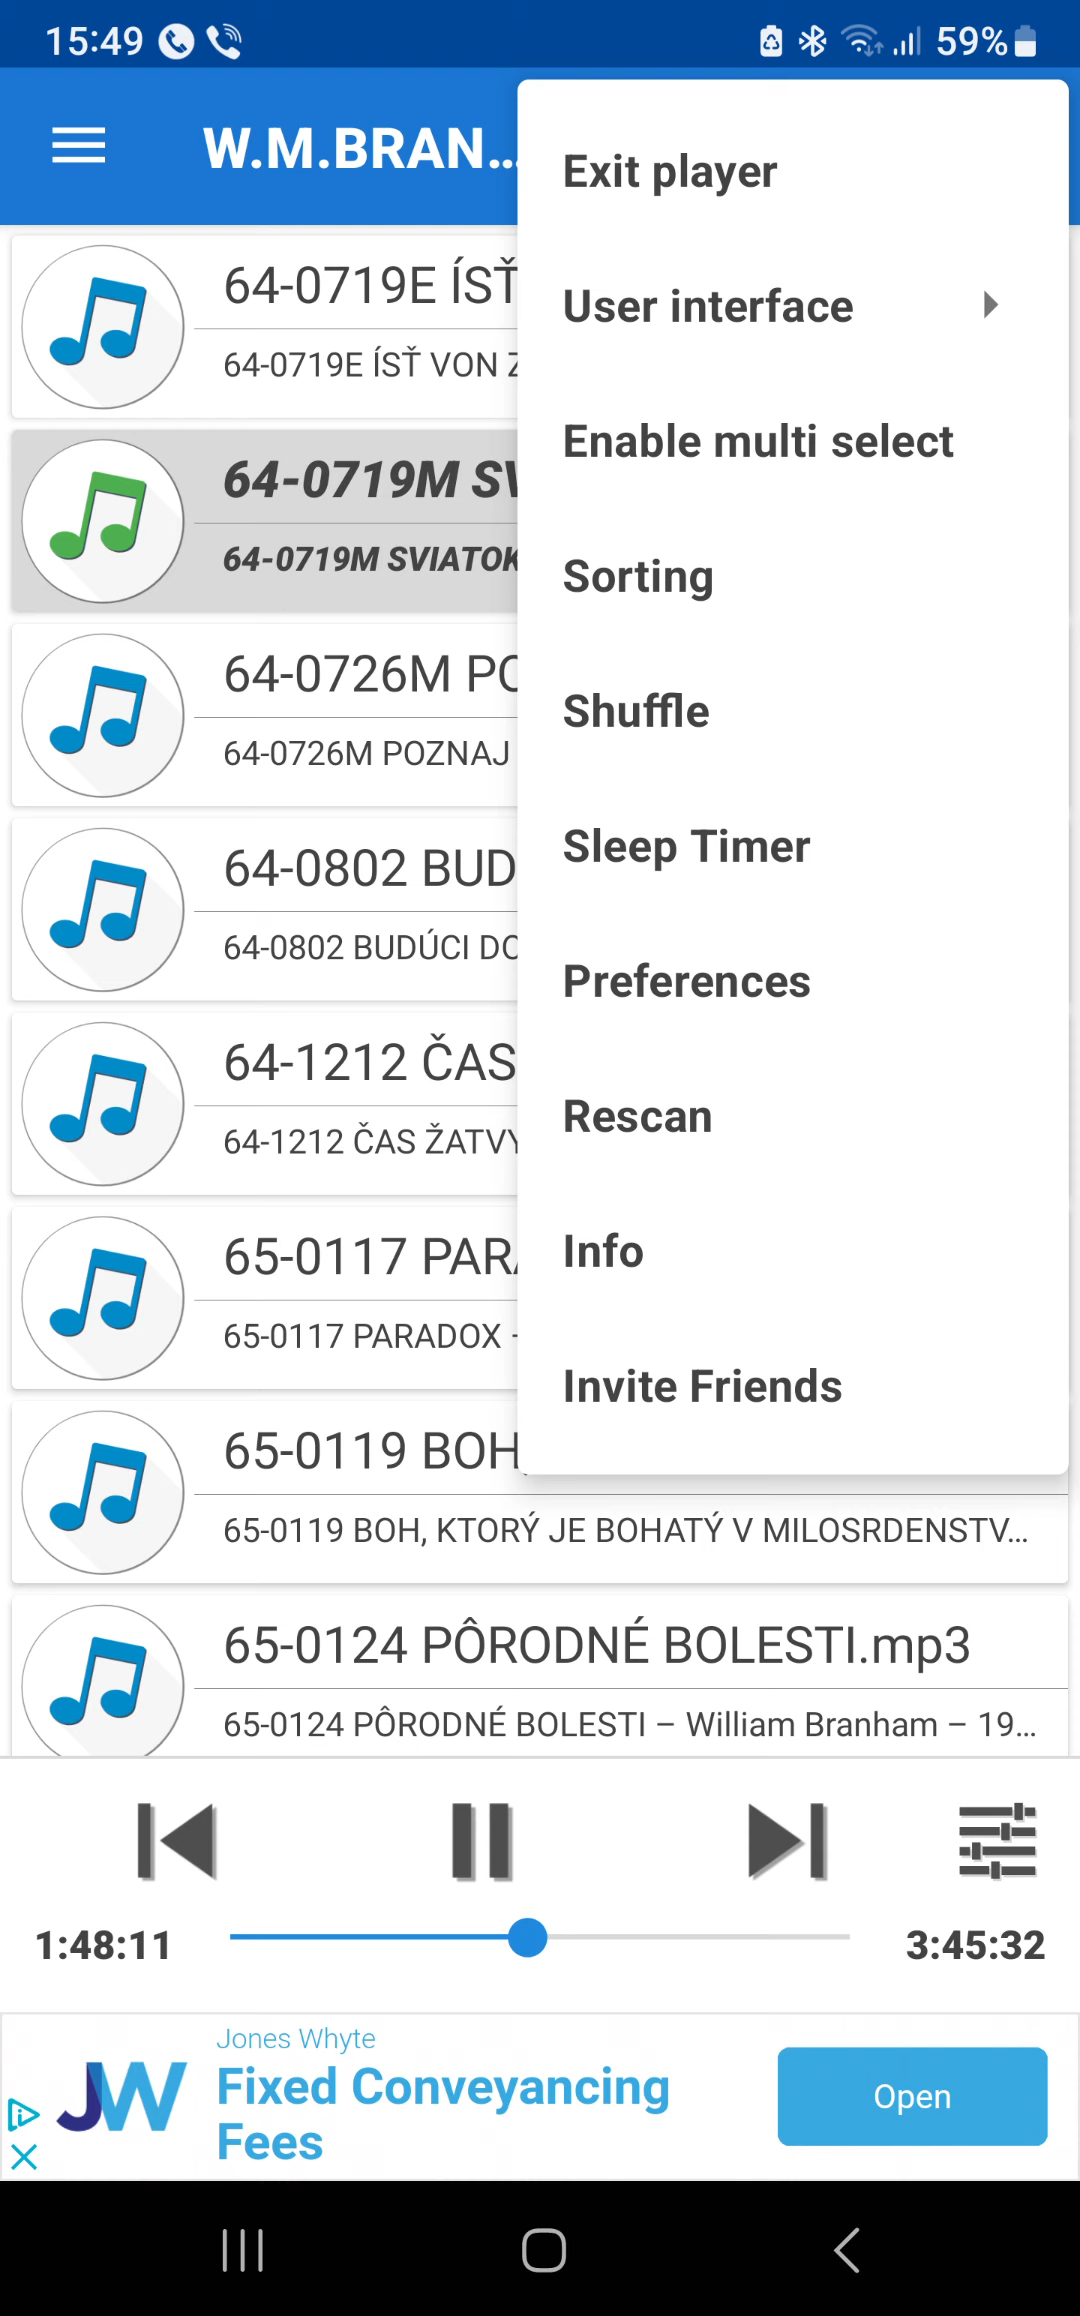 15:49
59%
W.M.BRAN...
Exit player
User interface
Enable multi select
Sorting
Shuffle
Sleep Timer
Preferences
Rescan
Info
Invite Friends
64-0719E ÍSŤ
64-0719E ÍSŤ VON Z
64-0719M SV
64-0719M SVIATOK
64-0726M PO
64-0726M POZNAJ
64-0802 BUD
64-0802 BUDÚCI DO
64-1212 ČAS
64-1212 ČAS ŽATVY
65-0117 PARA
65-0117 PARADOX -
65-0119 BOH,
65-0119 BOH, KTORÝ JE BOHATÝ V MILOSRDENSTV...
65-0124 PÔRODNÉ BOLESTI.mp3
65-0124 PÔRODNÉ BOLESTI – William Branham – 19...
1:48:11
3:45:32
Jones Whyte
JW
Fixed Conveyancing
Fees
Open